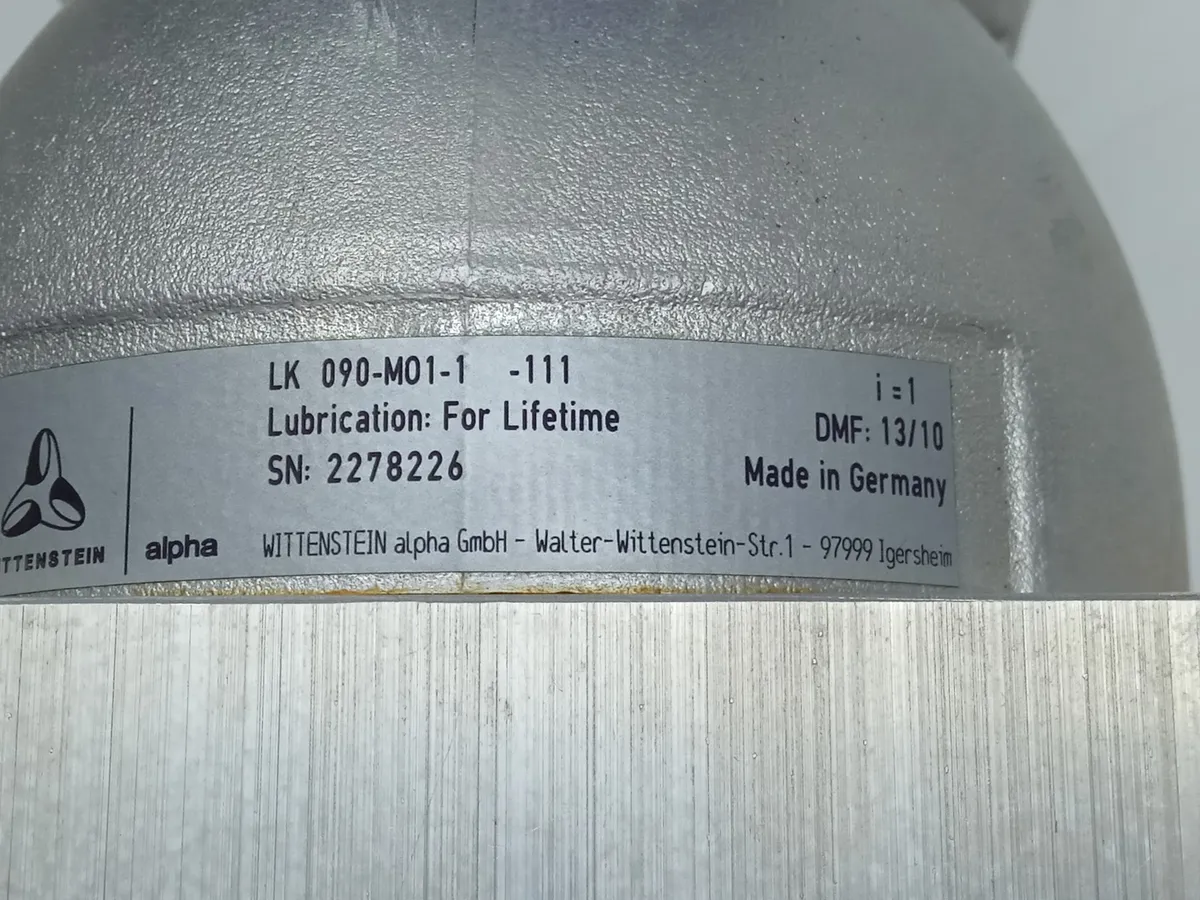 LK 090-MO1-1 -111
i=1
Lubrication: For Lifetime
DMF: 13/10
SN: 2278226
Made in Germany
alpha
WITTENSTEIN alpha GmbH - Walter-Wittenstein-Str.1 - 97999 Igersheim